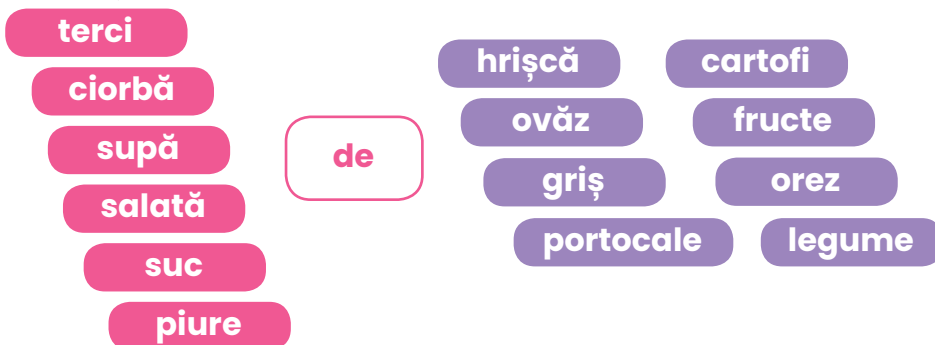 terci
ciorbă
supă
salată
suc
piure
de
hrișcă
ovăz
griș
portocale
cartofi
fructe
orez
legume